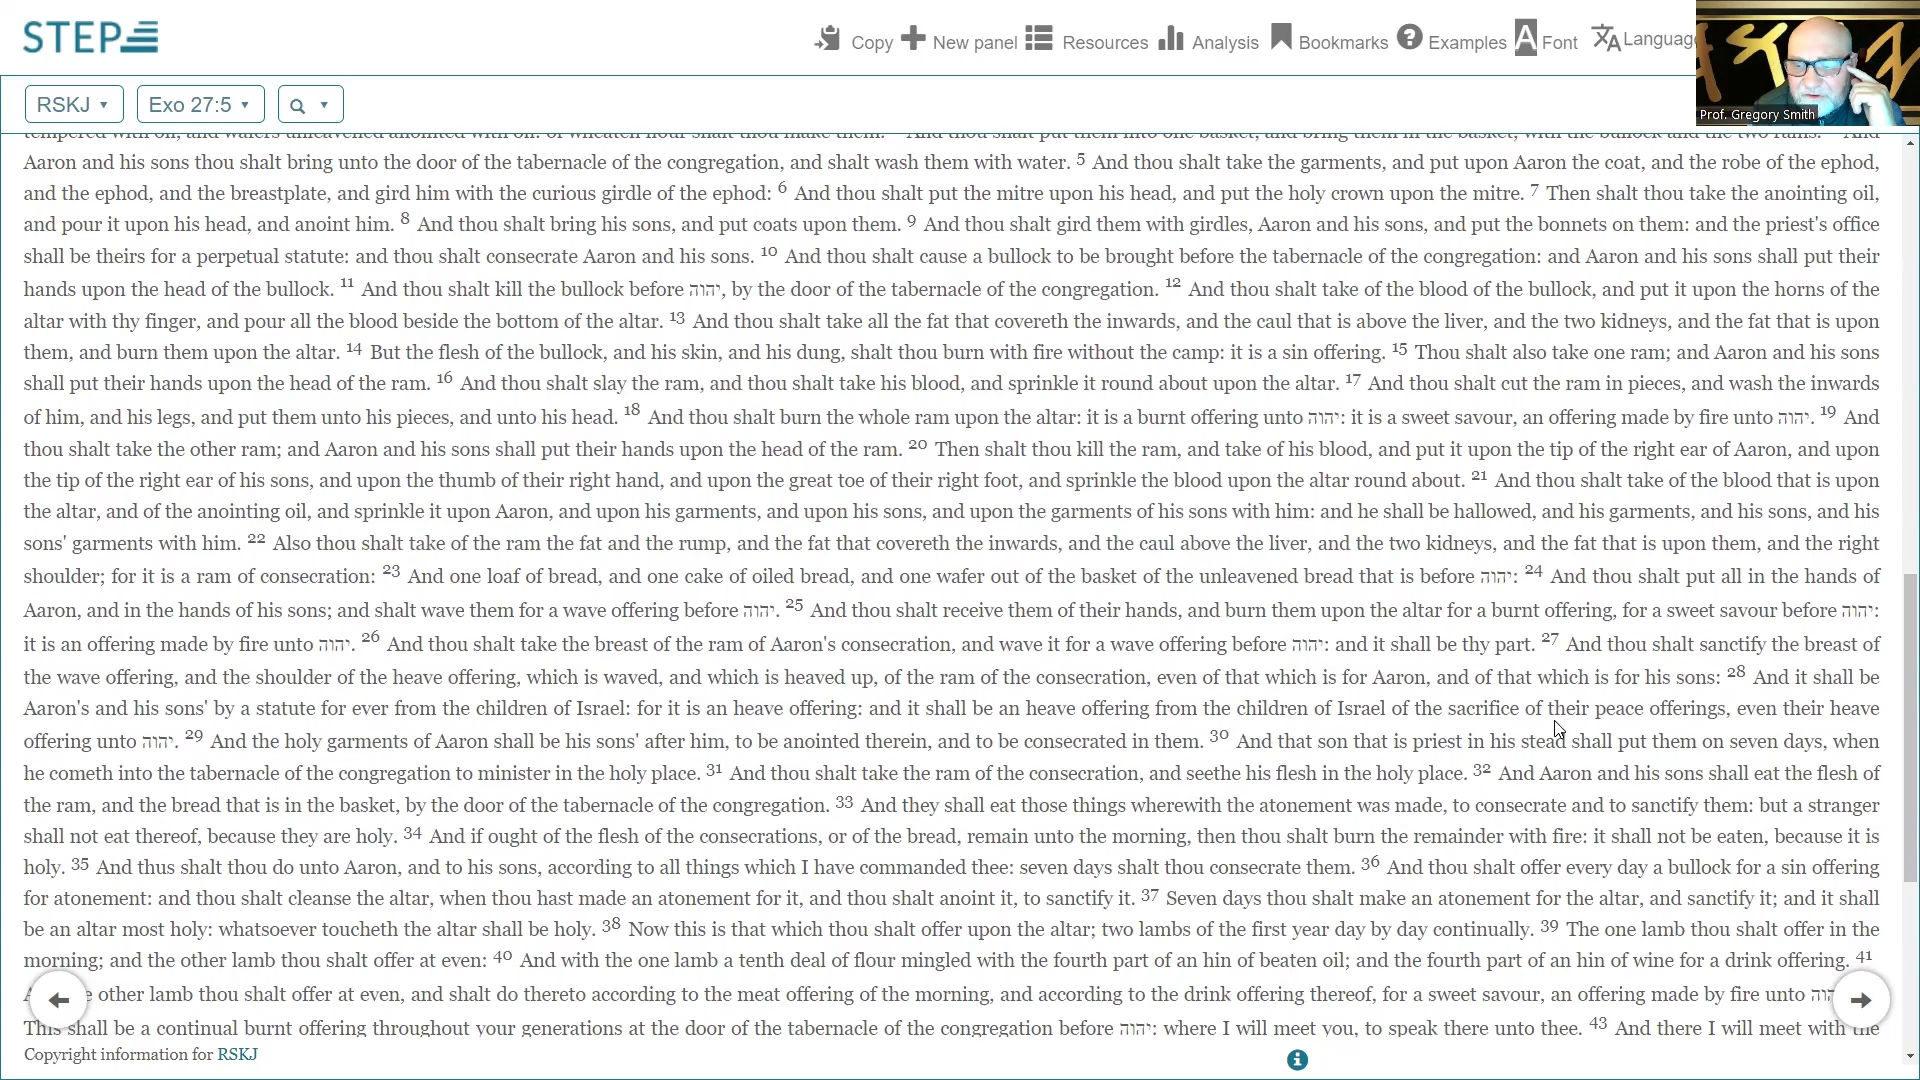 STEP
Copy New panel Resources Analysis Bookmarks Examples Font Languag
Prof. Gregory Smith
RSKJ Exo 27:5
tempered with oil, and wafers unleavened anointed with oil: of wheaten flour shalt thou make them. And thou shalt put them into one basket, and bring them in the basket, with the bullock and the two rams. And
Aaron and his sons thou shalt bring unto the door of the tabernacle of the congregation, and shalt wash them with water. 5 And thou shalt take the garments, and put upon Aaron the coat, and the robe of the ephod,
and the ephod, and the breastplate, and gird him with the curious girdle of the ephod: 6 And thou shalt put the mitre upon his head, and put the holy crown upon the mitre. 7 Then shalt thou take the anointing oil,
and pour it upon his head, and anoint him. 8 And thou shalt bring his sons, and put coats upon them. 9 And thou shalt gird them with girdles, Aaron and his sons, and put the bonnets on them: and the priest's office
shall be theirs for a perpetual statute: and thou shalt consecrate Aaron and his sons. 10 And thou shalt cause a bullock to be brought before the tabernacle of the congregation: and Aaron and his sons shall put their
hands upon the head of the bullock. 11 And thou shalt kill the bullock before יהוה, by the door of the tabernacle of the congregation. 12 And thou shalt take of the blood of the bullock, and put it upon the horns of the
altar with thy finger, and pour all the blood beside the bottom of the altar. 13 And thou shalt take all the fat that covereth the inwards, and the caul that is above the liver, and the two kidneys, and the fat that is upon
them, and burn them upon the altar. 14 But the flesh of the bullock, and his skin, and his dung, shalt thou burn with fire without the camp: it is a sin offering. 15 Thou shalt also take one ram; and Aaron and his sons
shall put their hands upon the head of the ram. 16 And thou shalt slay the ram, and thou shalt take his blood, and sprinkle it round about upon the altar. 17 And thou shalt cut the ram in pieces, and wash the inwards
of him, and his legs, and put them unto his pieces, and unto his head. 18 And thou shalt burn the whole ram upon the altar: it is a burnt offering unto יהוה: it is a sweet savour, an offering made by fire unto יהוה. 19 And
thou shalt take the other ram; and Aaron and his sons shall put their hands upon the head of the ram. 20 Then shalt thou kill the ram, and take of his blood, and put it upon the tip of the right ear of Aaron, and upon
the tip of the right ear of his sons, and upon the thumb of their right hand, and upon the great toe of their right foot, and sprinkle the blood upon the altar round about. 21 And thou shalt take of the blood that is upon
the altar, and of the anointing oil, and sprinkle it upon Aaron, and upon his garments, and upon his sons, and upon the garments of his sons with him: and he shall be hallowed, and his garments, and his sons, and his
sons' garments with him. 22 Also thou shalt take of the ram the fat and the rump, and the fat that covereth the inwards, and the caul above the liver, and the two kidneys, and the fat that is upon them, and the right
shoulder; for it is a ram of consecration: 23 And one loaf of bread, and one cake of oiled bread, and one wafer out of the basket of the unleavened bread that is before יהוה: 24 And thou shalt put all in the hands of
Aaron, and in the hands of his sons; and shalt wave them for a wave offering before יהוה. 25 And thou shalt receive them of their hands, and burn them upon the altar for a burnt offering, for a sweet savour before יהוה:
it is an offering made by fire unto יהוה. 26 And thou shalt take the breast of the ram of Aaron's consecration, and wave it for a wave offering before יהוה: and it shall be thy part. 27 And thou shalt sanctify the breast of
the wave offering, and the shoulder of the heave offering, which is waved, and which is heaved up, of the ram of the consecration, even of that which is for Aaron, and of that which is for his sons: 28 And it shall be
Aaron's and his sons' by a statute for ever from the children of Israel: for it is an heave offering: and it shall be an heave offering from the children of Israel of the sacrifice of their peace offerings, even their heave
offering unto יהוה. 29 And the holy garments of Aaron shall be his sons' after him, to be anointed therein, and to be consecrated in them. 30 And that son that is priest in his stead shall put them on seven days, when
he cometh into the tabernacle of the congregation to minister in the holy place. 31 And thou shalt take the ram of the consecration, and seethe his flesh in the holy place. 32 And Aaron and his sons shall eat the flesh of
the ram, and the bread that is in the basket, by the door of the tabernacle of the congregation. 33 And they shall eat those things wherewith the atonement was made, to consecrate and to sanctify them: but a stranger
shall not eat thereof, because they are holy. 34 And if ought of the flesh of the consecrations, or of the bread, remain unto the morning, then thou shalt burn the remainder with fire: it shall not be eaten, because it is
holy. 35 And thus shalt thou do unto Aaron, and to his sons, according to all things which I have commanded thee: seven days shalt thou consecrate them. 36 And thou shalt offer every day a bullock for a sin offering
for atonement: and thou shalt cleanse the altar, when thou hast made an atonement for it, and thou shalt anoint it, to sanctify it. 37 Seven days thou shalt make an atonement for the altar, and sanctify it; and it shall
be an altar most holy: whatsoever toucheth the altar shall be holy. 38 Now this is that which thou shalt offer upon the altar; two lambs of the first year day by day continually. 39 The one lamb thou shalt offer in the
morning; and the other lamb thou shalt offer at even: 40 And with the one lamb a tenth deal of flour mingled with the fourth part of an hin of beaten oil; and the fourth part of an hin of wine for a drink offering. 41
other lamb thou shalt offer at even, and shalt do thereto according to the meat offering of the morning, and according to the drink offering thereof, for a sweet savour, an offering made by fire unto
This shall be a continual burnt offering throughout your generations at the door of the tabernacle of the congregation before יהוה: where I will meet you, to speak there unto thee. 43 And there I will meet with the
Copyright information for RSKJ